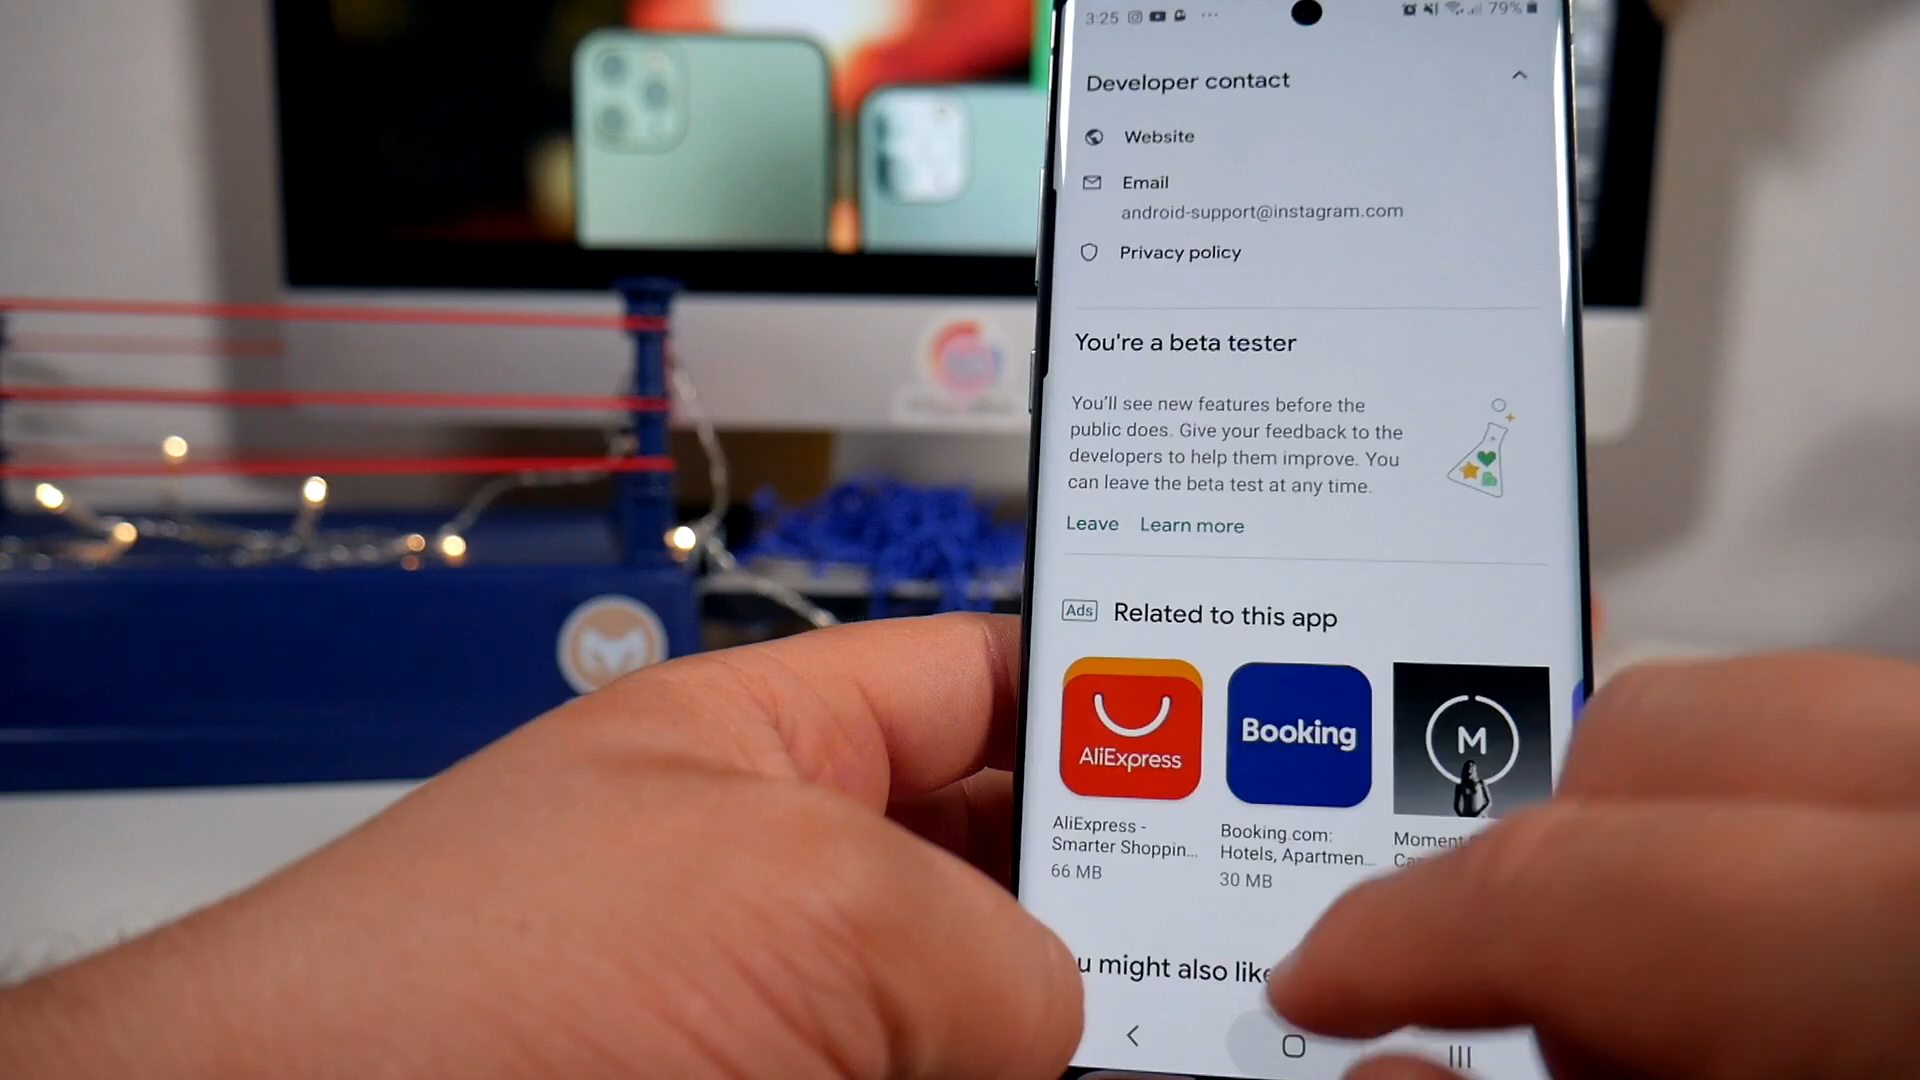 3:25
79%
Developer contact
Website
Email
android-support@instagram.com
Privacy policy
You're a beta tester
You'll see new features before the
public does. Give your feedback to the
developers to help them improve. You
can leave the beta test at any time.
Leave Learn more
Ads Related to this app
AliExpress
Booking
M
AliExpress -
Smarter Shoppin...
66 MB
Booking.com:
Hotels, Apartmen...
30 MB
Moment
u might also like